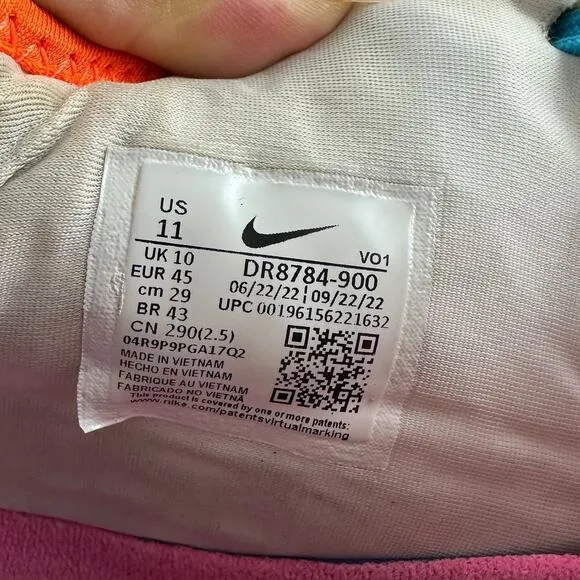 US
11
VO1
UK 10
EUR 45
cm 29
BR 43
CN 290(2.5)
DR8784-900
06/22/22 | 09/22/22
UPC 00196156221632
04R9P9PGA17Q2
MADE IN VIETNAM
HECHO EN VIETNAM
FABRIQUE AU VIETNAM
FABRICADO NO VIETNÃ
This product is covered by one or more patents:
www.nike.com/patentsvirtualmarking